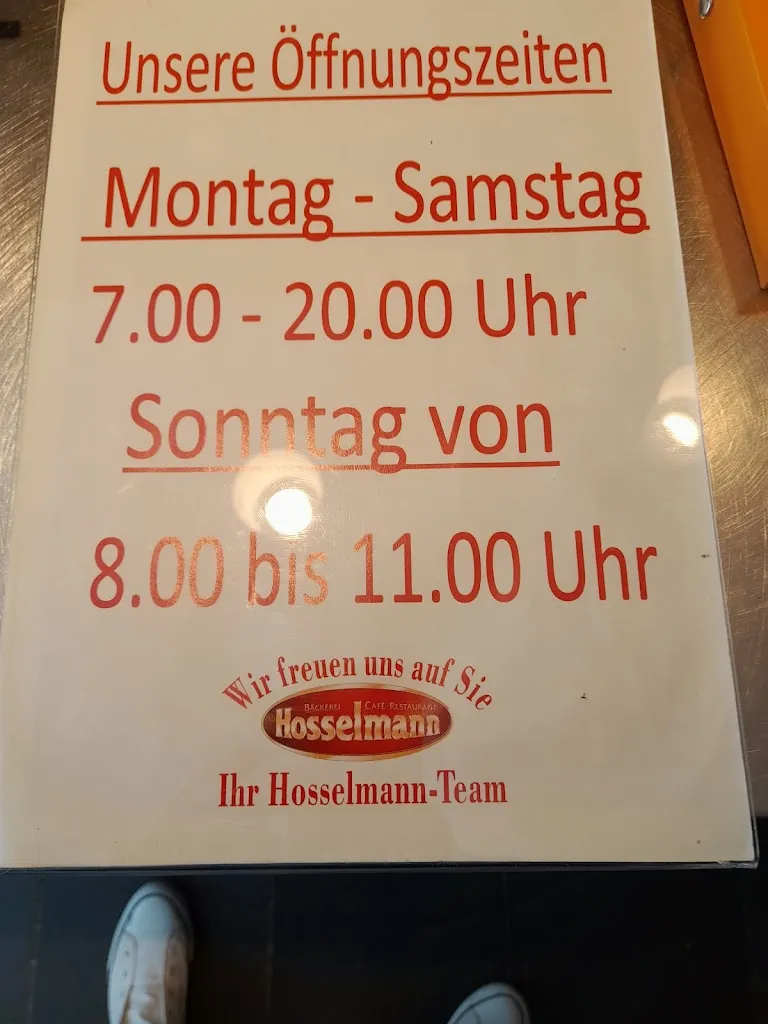 Unsere Öffnungszeiten
Montag - Samstag
7.00 - 20.00 Uhr
Sonntag von
8.00 bis 11.00 Uhr
Wir freuen uns auf Sie
BÄCKEREI CAFE-RESTAURANT
Hosselmann
Ihr Hosselmann-Team